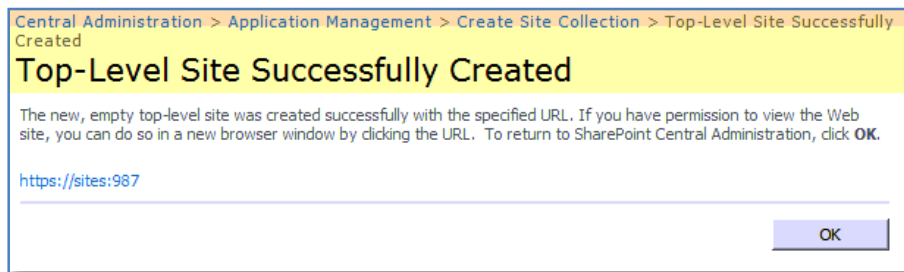 Central Administration > Application Management > Create Site Collection > Top-Level Site Successfully
Created
Top-Level Site Successfully Created
The new, empty top-level site was created successfully with the specified URL. If you have permission to view the Web
site, you can do so in a new browser window by clicking the URL.  To return to SharePoint Central Administration, click OK.
https://sites:987
OK